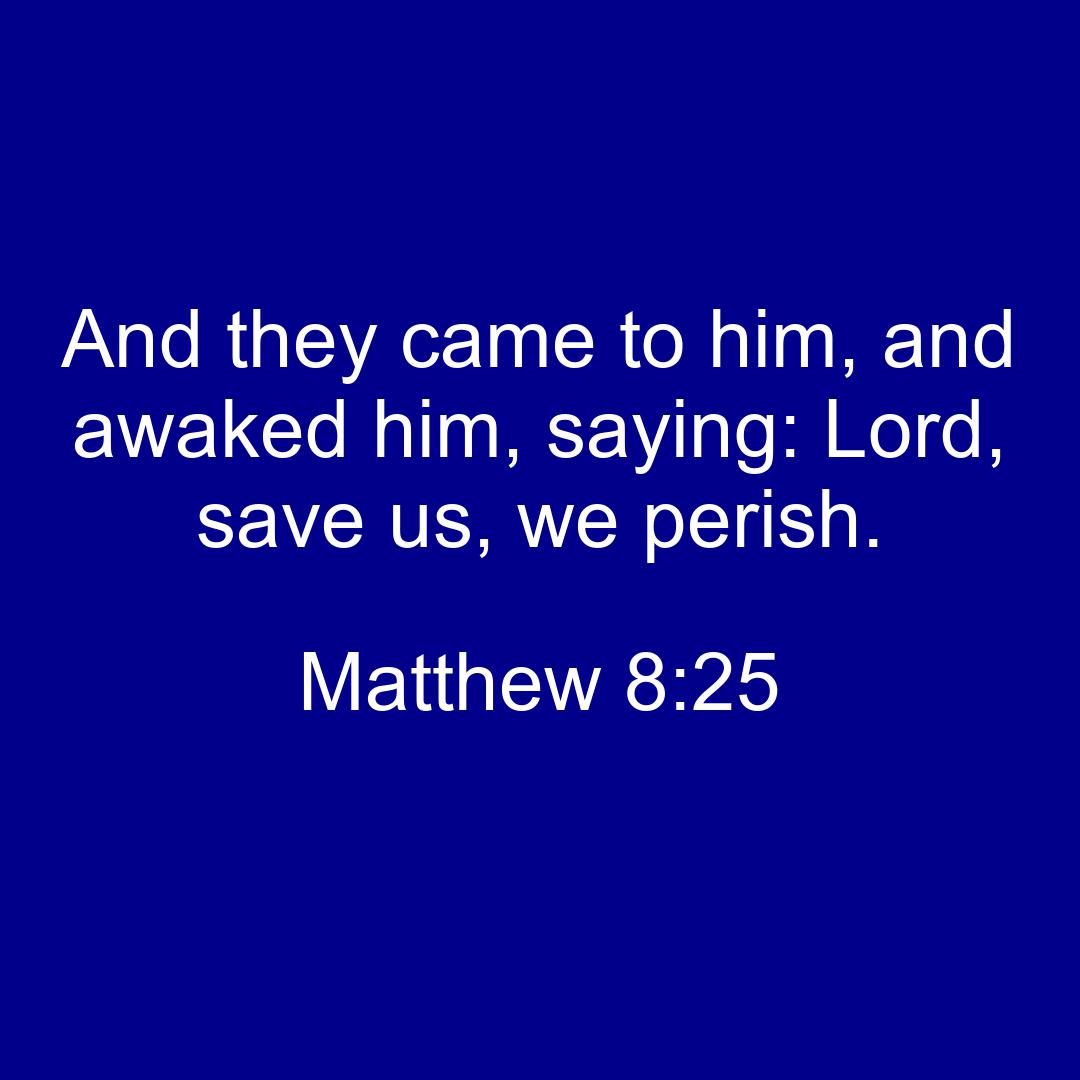 And they came to him, and
awaked him, saying: Lord,
save us, we perish.
Matthew 8:25